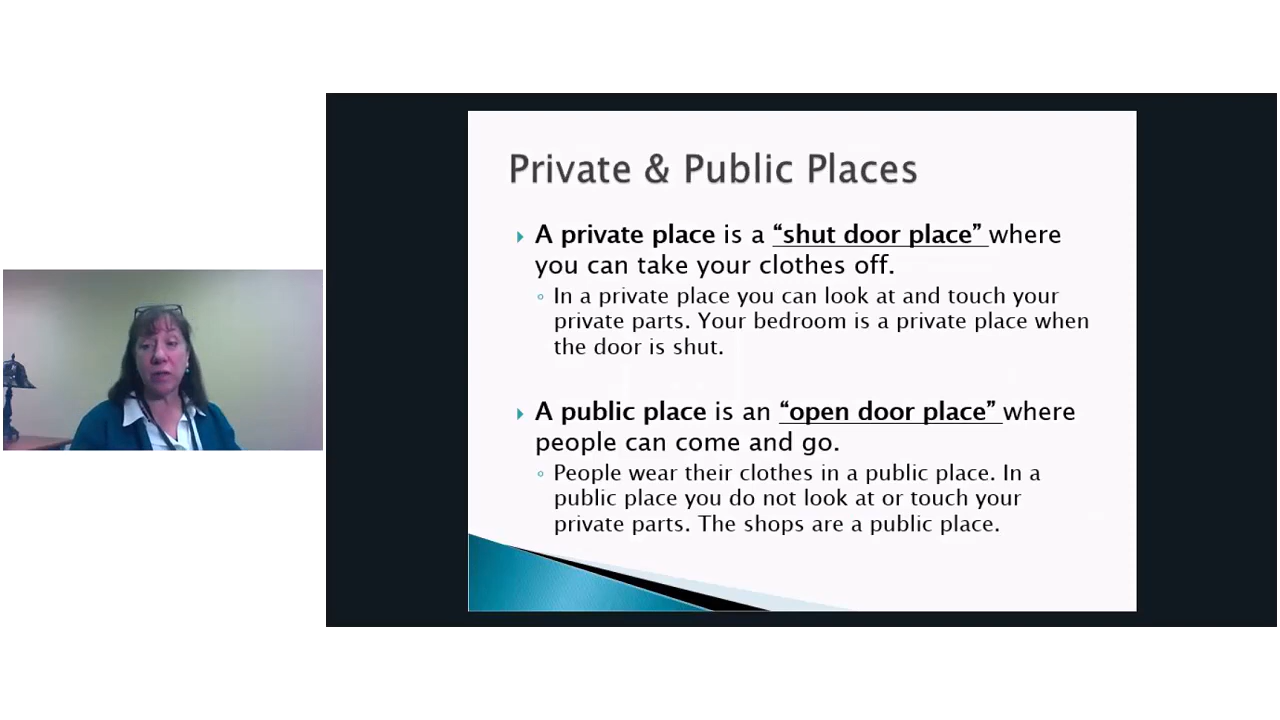 Private & Public Places
A private place is a “shut door place” where
you can take your clothes off.
In a private place you can look at and touch your
private parts. Your bedroom is a private place when
the door is shut.
A public place is an “open door place” where
people can come and go.
People wear their clothes in a public place. In a
public place you do not look at or touch your
private parts. The shops are a public place.